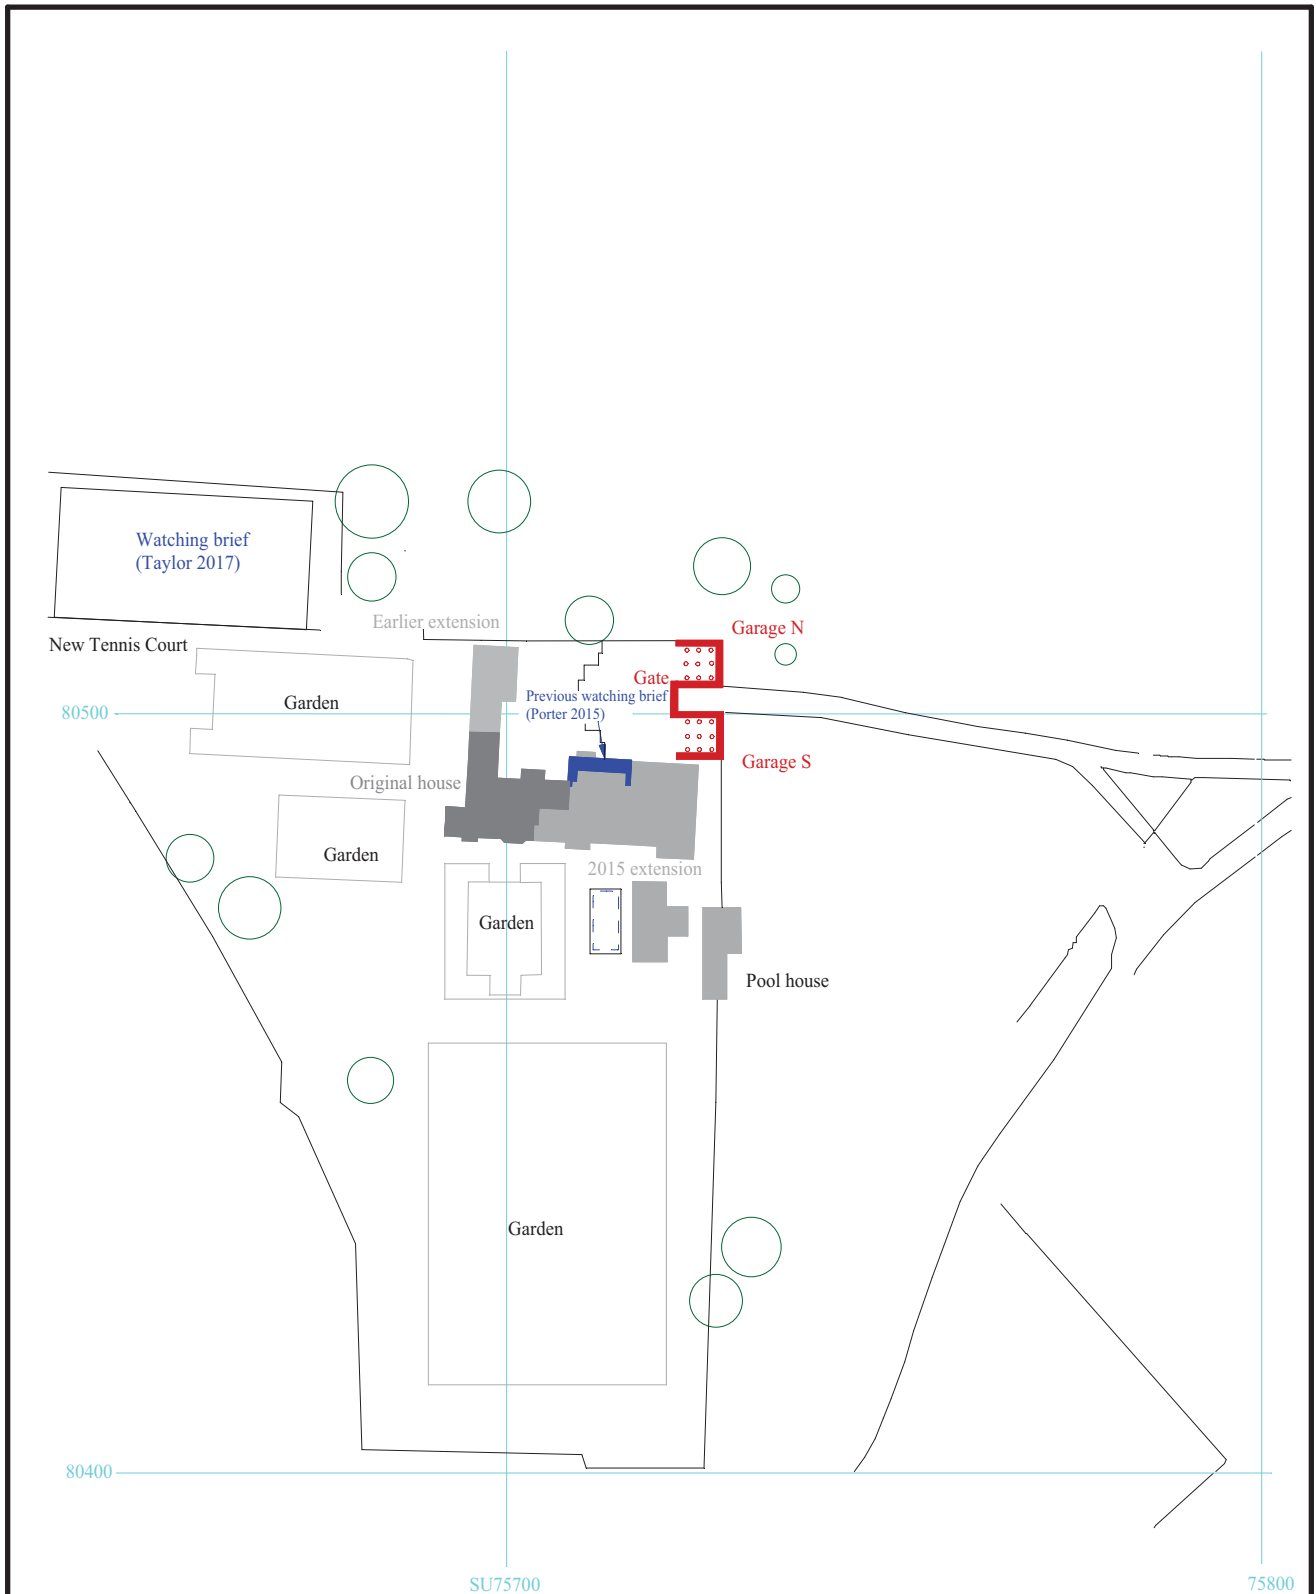 Watching brief
(Taylor 2017)
Earlier extension
Garage N
New Tennis Court
Gate
Garden
Previous watching brief
(Porter 2015)
80500
Garage S
Original house
Garden
2015 extension
Garden
Pool house
Garden
80400
SU75700
75800